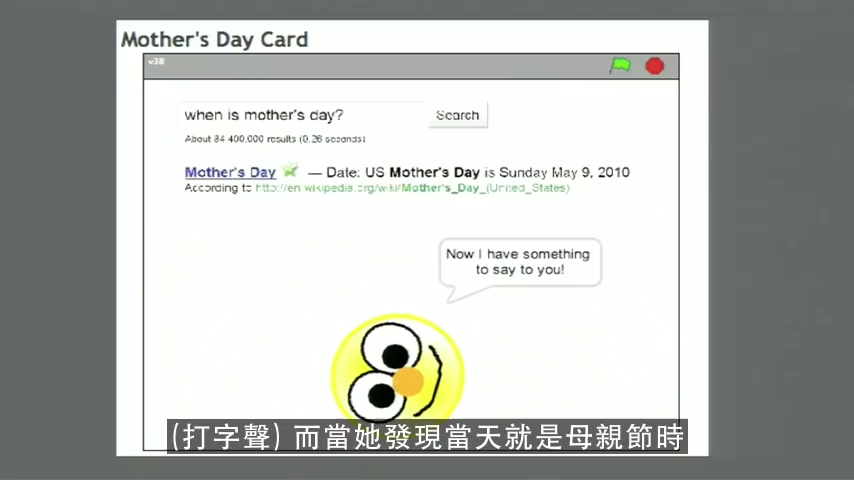 Mother's Day Card
v38
when is mother's day? Search
About 84 400,000 results (0.26 seconds)
Mother's Day — Date: US Mother's Day is Sunday May 9, 2010
According to http://en.wikipedia.org/wiki/Mother's_Day_(United_States)
Now I have something
to say to you!
(打字聲) 而當她發現當天就是母親節時